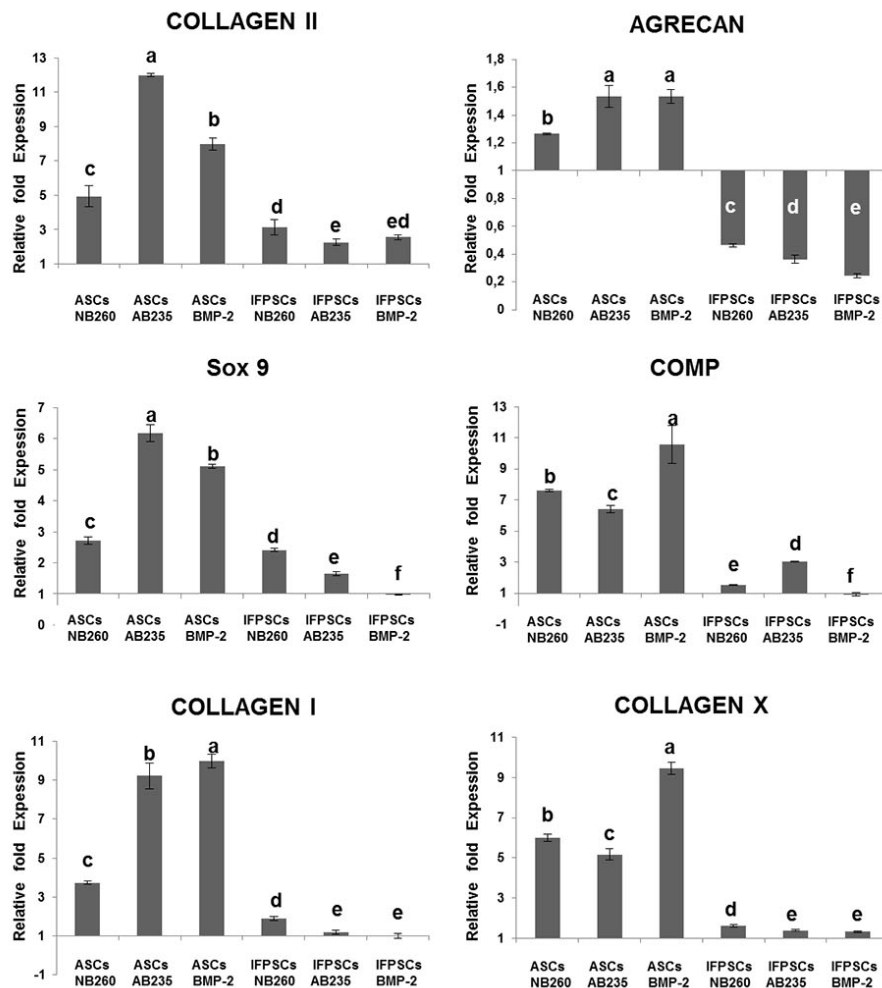 COLLAGEN II
Relative fold Expession
13
11
9
7
5
3
1
c
a
b
d
e
ed
ASCs ASCs ASCs IFPSCs IFPSCs IFPSCs
NB260 AB235 BMP-2 NB260 AB235 BMP-2
AGRECAN
Relative fold Expession
1,8
1,6
1,4
1,2
1
0,8
0,6
0,4
0,2
0
b
a
a
c
d
e
ASCs ASCs ASCs IFPSCs IFPSCs IFPSCs
NB260 AB235 BMP-2 NB260 AB235 BMP-2
Sox 9
Relative fold Expession
7
6
5
4
3
2
1
0
c
a
b
d
e
f
ASCs ASCs ASCs IFPSCs IFPSCs IFPSCs
NB260 AB235 BMP-2 NB260 AB235 BMP-2
COMP
Relative fold Expession
13
11
9
7
5
3
1
-1
b
c
a
e
d
f
ASCs ASCs ASCs IFPSCs IFPSCs IFPSCs
NB260 AB235 BMP-2 NB260 AB235 BMP-2
COLLAGEN I
Relative fold Expession
11
9
7
5
3
1
-1
c
b
a
d
e
e
ASCs ASCs ASCs IFPSCs IFPSCs IFPSCs
NB260 AB235 BMP-2 NB260 AB235 BMP-2
COLLAGEN X
Relative fold Expession
11
9
7
5
3
1
b
c
a
d
e
e
ASCs ASCs ASCs IFPSCs IFPSCs IFPSCs
NB260 AB235 BMP-2 NB260 AB235 BMP-2